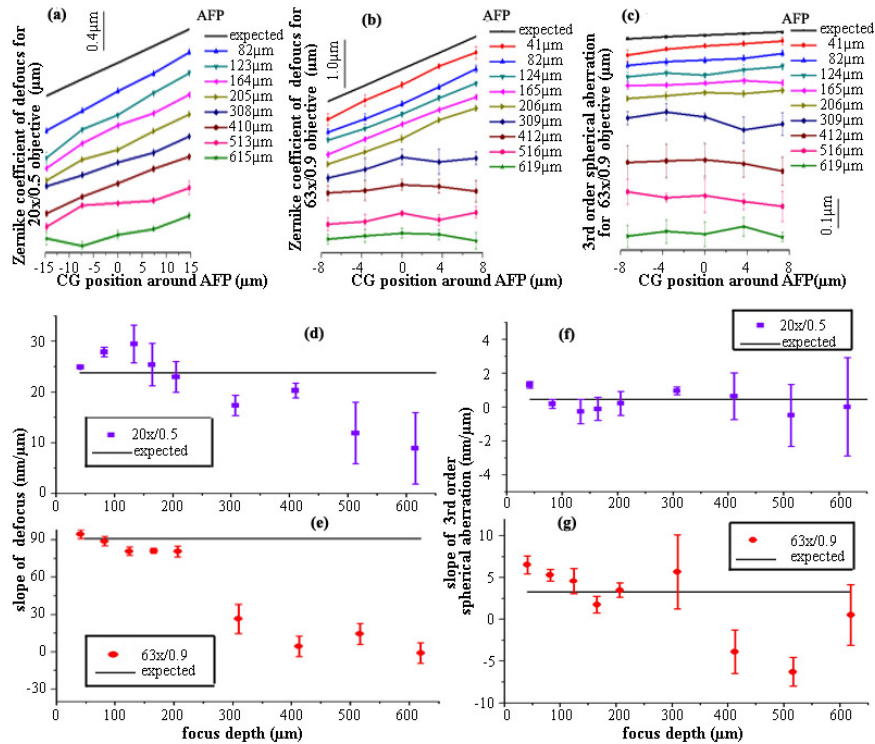 (a)
0.4μm
AFP
expected
82μm
123μm
164μm
205μm
308μm
410μm
513μm
615μm
Zernike coefficient of defoucs for
20x/0.5 objective (μm)
-15 -10 -5 0 5 10 15
CG position around AFP (μm)
(b)
1.0μm
AFP
expected
41μm
82μm
124μm
165μm
206μm
309μm
412μm
516μm
619μm
Zernike coefficient of defoucs for
63x/0.9 objective (μm)
-8 -4 0 4 8
CG position around AFP (μm)
(c)
AFP
expected
41μm
82μm
124μm
165μm
206μm
309μm
412μm
516μm
619μm
0.1μm
3rd order spherical aberration
for 63x/0.9 objective (μm)
-8 -4 0 4 8
CG position around AFP(μm)
(d)
30
20
10
0
20x/0.5
expected
(e)
90
60
30
0
-30
63x/0.9
expected
slope of defocus (nm/μm)
0 100 200 300 400 500 600
focus depth (μm)
(f)
4
2
0
-2
-4
20x/0.5
expected
(g)
10
5
0
-5
-10
63x/0.9
expected
slope of 3rd order
spherical aberration (nm/μm)
0 100 200 300 400 500 600
focus depth (μm)